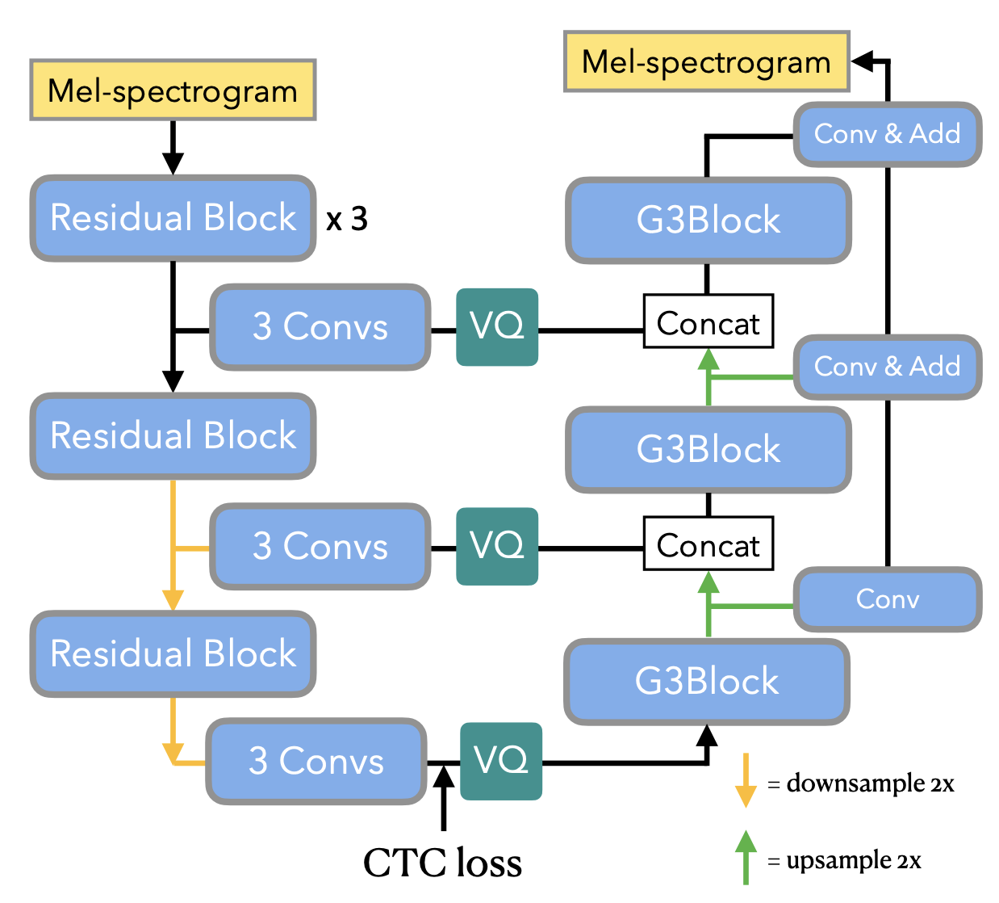 Mel-spectrogram
Mel-spectrogram
Conv & Add
Residual Block x 3
G3Block
3 Convs
VQ
Concat
Conv & Add
Residual Block
G3Block
3 Convs
VQ
Concat
Conv
Residual Block
G3Block
3 Convs
VQ
= downsample 2x
CTC loss
= upsample 2x